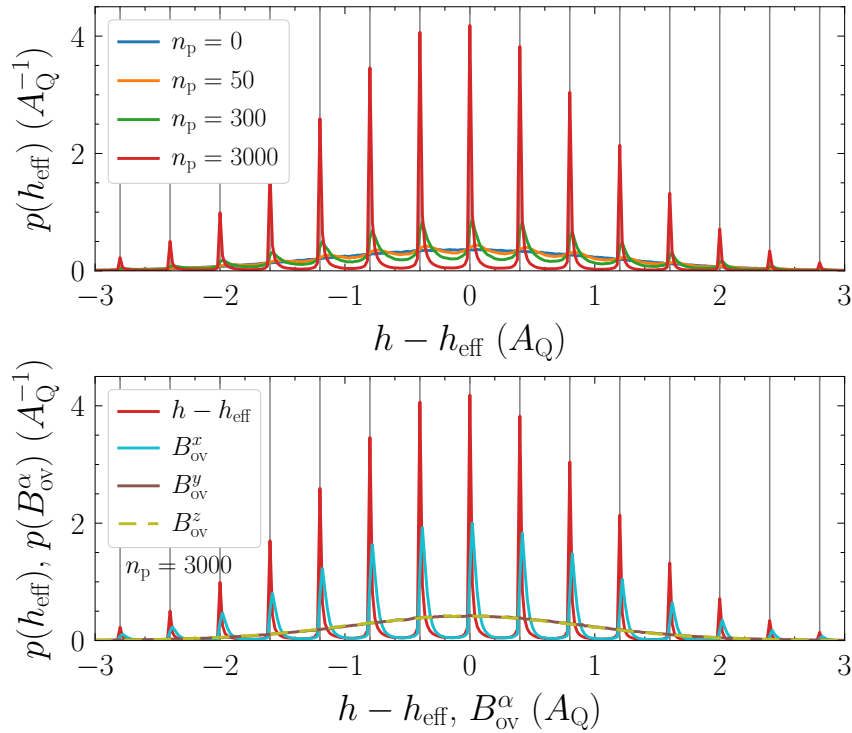 p(h_eff) (A_Q^−1)
4
2
0
n_p = 0
n_p = 50
n_p = 300
n_p = 3000
−3 −2 −1 0 1 2 3
h − h_eff (A_Q)
p(h_eff), p(B_ov^α) (A_Q^−1)
4
2
0
h − h_eff
B_ov^x
B_ov^y
B_ov^z
n_p = 3000
−3 −2 −1 0 1 2 3
h − h_eff, B_ov^α (A_Q)